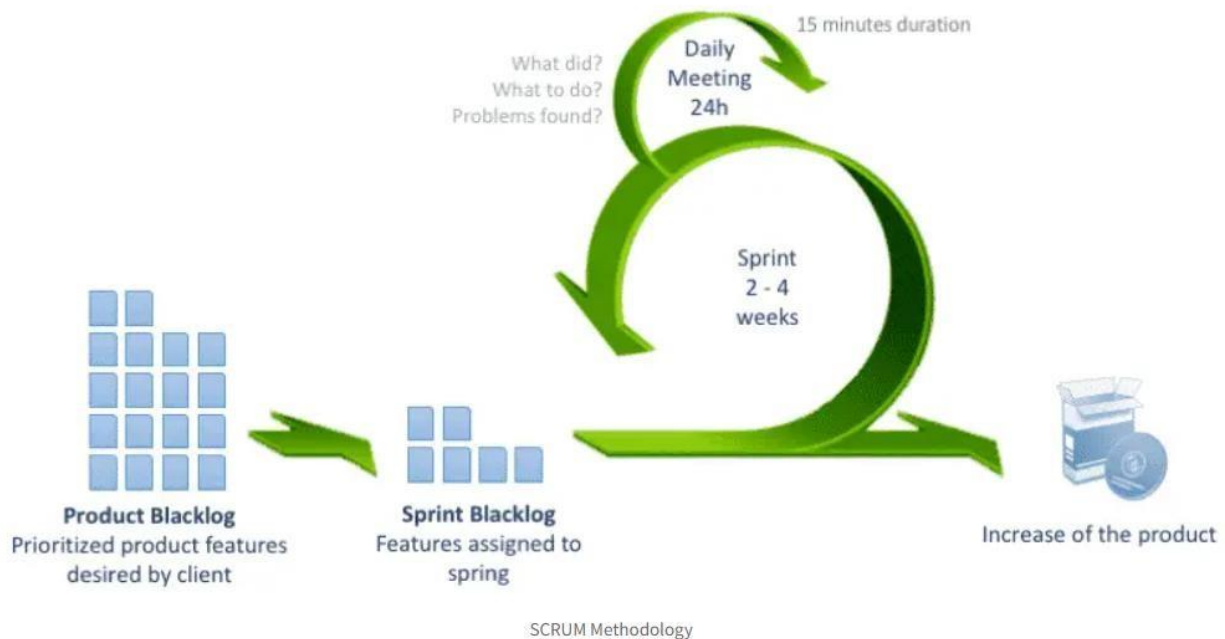 15 minutes duration
What did?
What to do?
Problems found?
Daily
Meeting
24h
Sprint
2 - 4
weeks
Product Blacklog
Prioritized product features
desired by client
Sprint Blacklog
Features assigned to
spring
Increase of the product
SCRUM Methodology